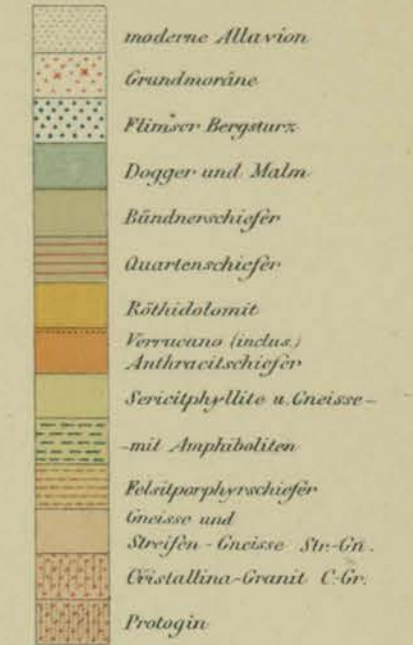 moderne Allavion
Grundmoräne
Flimser Bergsturz
Dogger und Malm
Bündnerschiefer
Quartenschiefer
Röthidolomit
Verrucano (inclus.)
Anthracitschiefer
Sericitphyllite u. Gneisse-
-mit Amphiboliten
Felsitporphyrschiefer
Gneisse und
Streifen-Gneisse Str.-Gn.
Cristallina-Granit C-Gr.
Protogin